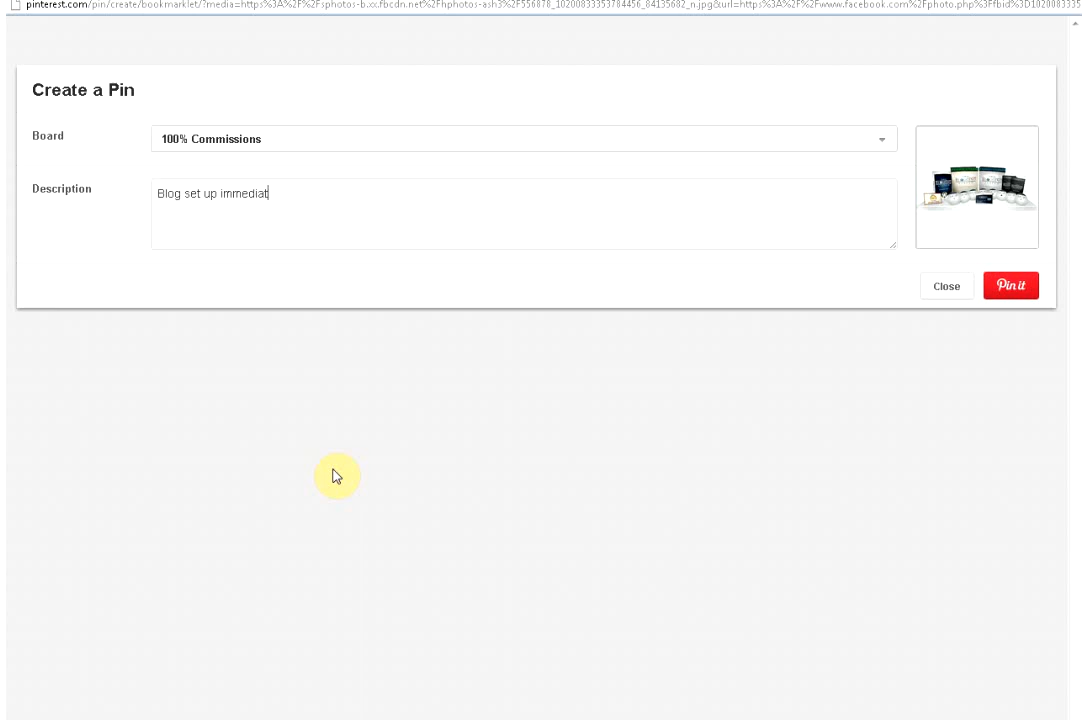 pinterest.com/pin/create/bookmarklet/?media=https%3A%2F%2Fsphotos-b.xx.fbcdn.net%2Fhphotos-ash3%2F556878_10200833353784456_84135682_n.jpg&url=https%3A%2F%2Fwww.facebook.com%2Fphoto.php%3Ffbid%3D1020083335
Create a Pin
Board
100% Commissions
Description
Blog set up immediat
Close
Pin it